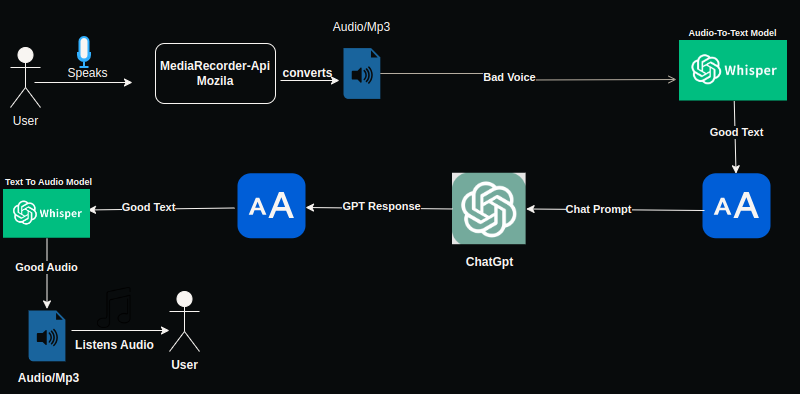 Audio/Mp3
Audio-To-Text Model
Speaks
MediaRecorder-Api
Mozila
converts
Bad Voice
Whisper
User
Good Text
Text To Audio Model
Whisper
Good Text
AA
GPT Response
Chat Prompt
AA
ChatGpt
Good Audio
Listens Audio
User
Audio/Mp3